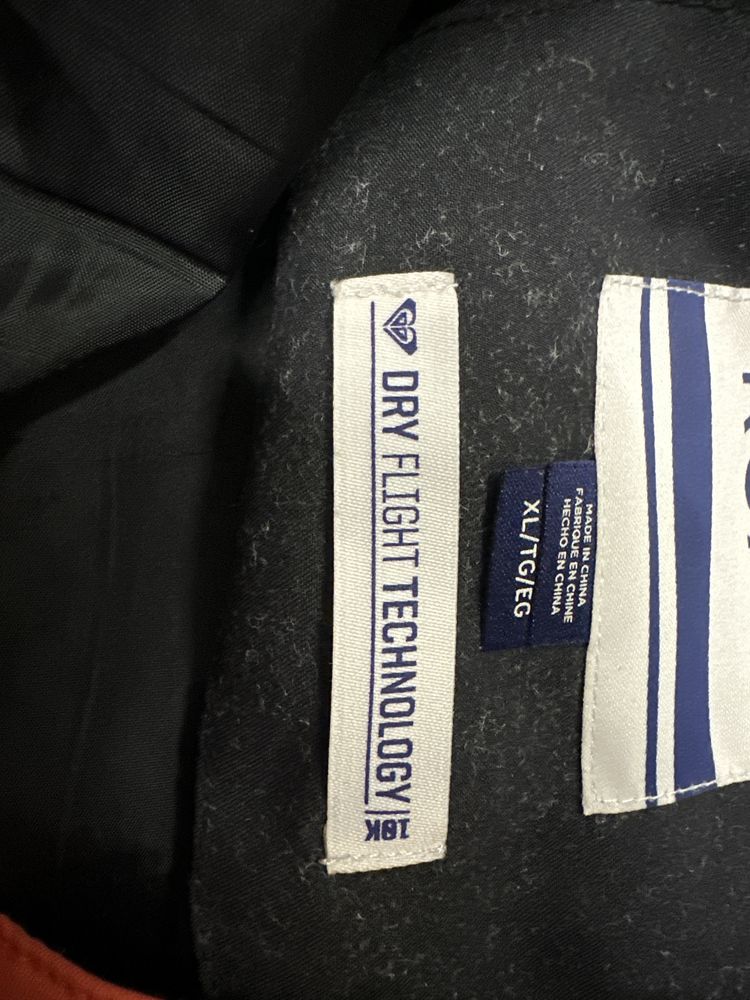 DRY FLIGHT TECHNOLOGY 10K
MADE IN CHINA
FABRIQUE EN CHINE
HECHO EN CHINA
XL/TG/EG